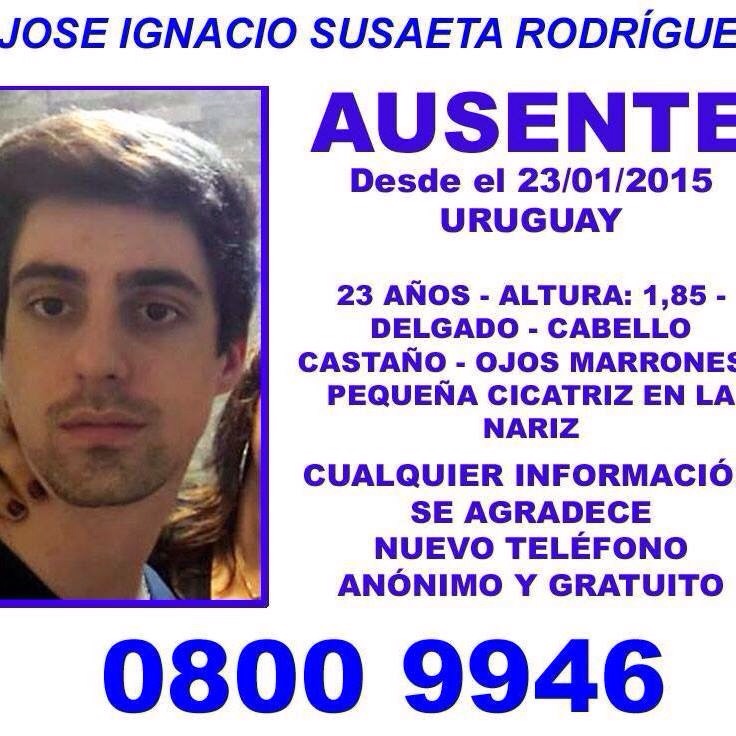 JOSE IGNACIO SUSAETA RODRÍGUE
AUSENTE
Desde el 23/01/2015
URUGUAY
23 AÑOS - ALTURA: 1,85 -
DELGADO - CABELLO
CASTAÑO - OJOS MARRONES
PEQUEÑA CICATRIZ EN LA
NARIZ
CUALQUIER INFORMACIÓ
SE AGRADECE
NUEVO TELÉFONO
ANÓNIMO Y GRATUITO
0800 9946